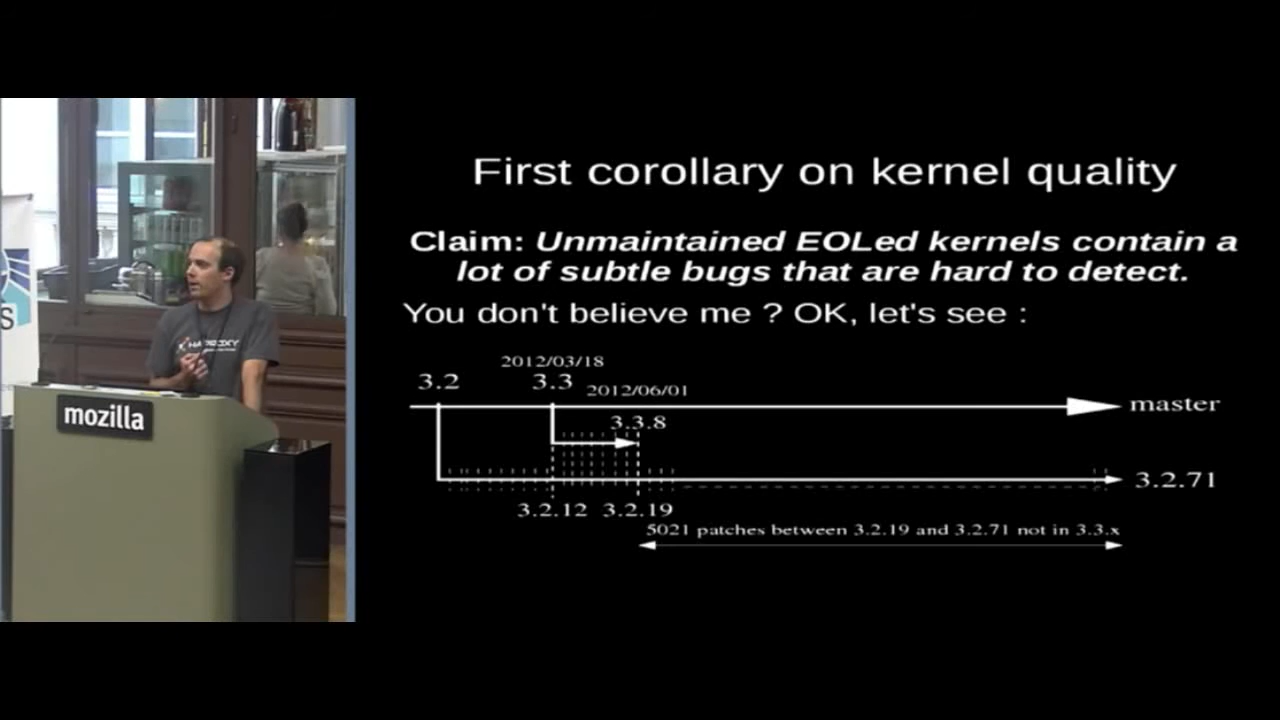 First corollary on kernel quality
Claim: Unmaintained EOLed kernels contain a
lot of subtle bugs that are hard to detect.
You don't believe me ? OK, let's see :
2012/03/18
3.2
3.3
2012/06/01
master
3.3.8
3.2.71
3.2.12
3.2.19
5021 patches between 3.2.19 and 3.2.71 not in 3.3.x
mozilla
S